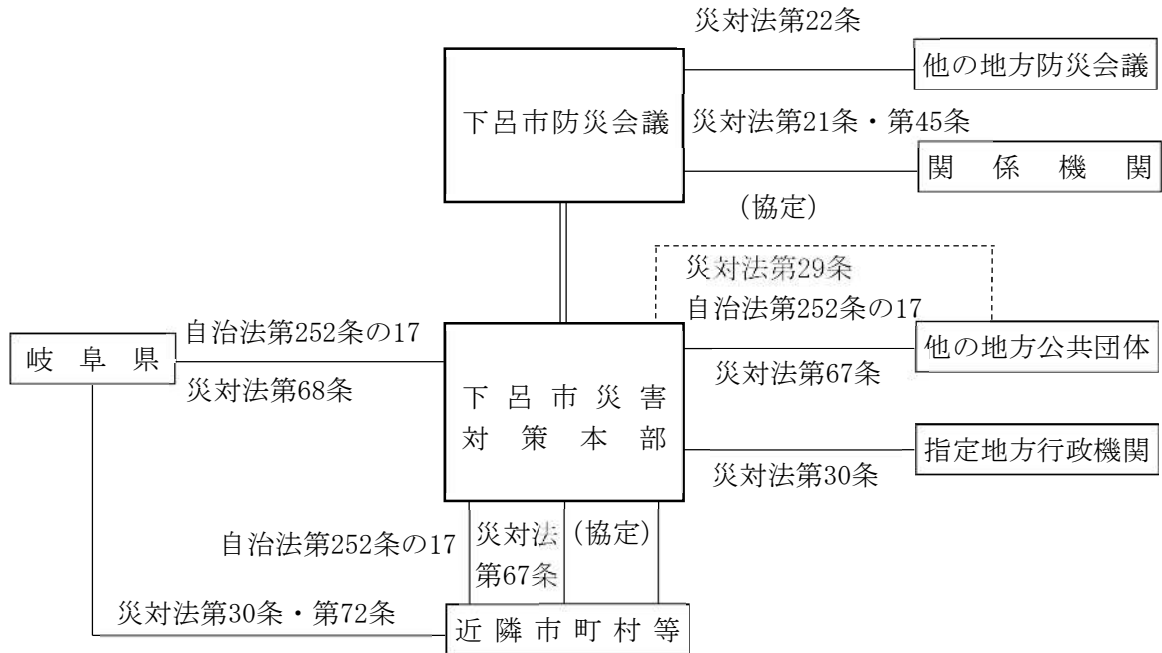 災対法第22条
他の地方防災会議
下呂市防災会議
災対法第21条・第45条
関係機関
(協定)
災対法第29条
自治法第252条の17
自治法第252条の17
他の地方公共団体
岐阜県
災対法第67条
災対法第68条
下呂市災害
対策本部
指定地方行政機関
災対法第30条
自治法第252条の17
災対法
第67条
(協定)
災対法第30条・第72条
近隣市町村等